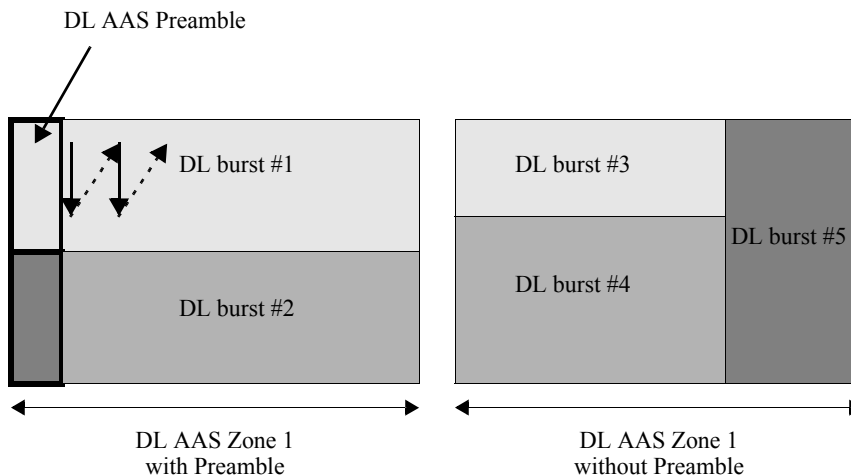 DL AAS Preamble
DL burst #1
DL burst #2
DL burst #3
DL burst #4
DL burst #5
DL AAS Zone 1
with Preamble
DL AAS Zone 1
without Preamble